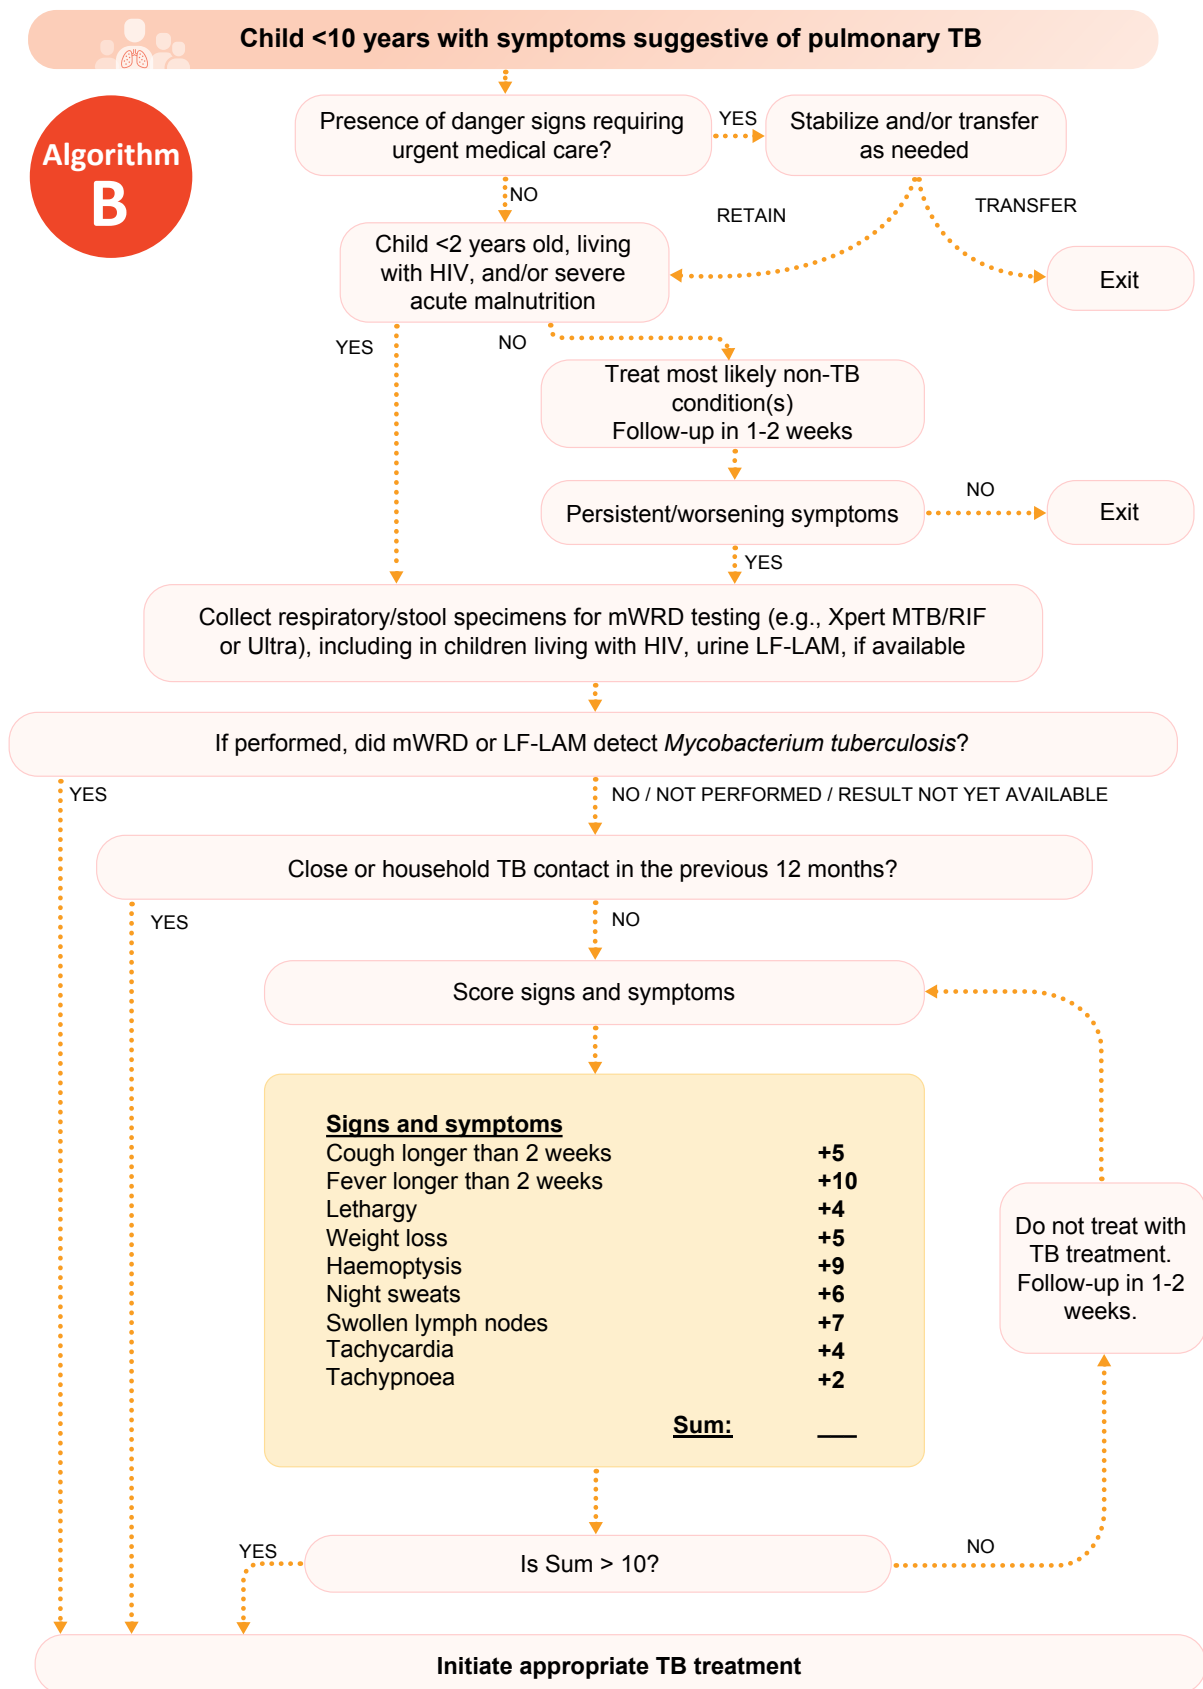 Child <10 years with symptoms suggestive of pulmonary TB
Algorithm
B
Presence of danger signs requiring
urgent medical care?
YES
Stabilize and/or transfer
as needed
NO
RETAIN
TRANSFER
Child <2 years old, living
with HIV, and/or severe
acute malnutrition
Exit
YES
NO
Treat most likely non-TB
condition(s)
Follow-up in 1-2 weeks
Persistent/worsening symptoms
NO
Exit
YES
Collect respiratory/stool specimens for mWRD testing (e.g., Xpert MTB/RIF
or Ultra), including in children living with HIV, urine LF-LAM, if available
If performed, did mWRD or LF-LAM detect Mycobacterium tuberculosis?
YES
NO / NOT PERFORMED / RESULT NOT YET AVAILABLE
Close or household TB contact in the previous 12 months?
YES
NO
Score signs and symptoms
Signs and symptoms
Cough longer than 2 weeks +5
Fever longer than 2 weeks +10
Lethargy +4
Weight loss +5
Haemoptysis +9
Night sweats +6
Swollen lymph nodes +7
Tachycardia +4
Tachypnoea +2
Sum: ___
Do not treat with
TB treatment.
Follow-up in 1-2
weeks.
YES
Is Sum > 10?
NO
Initiate appropriate TB treatment